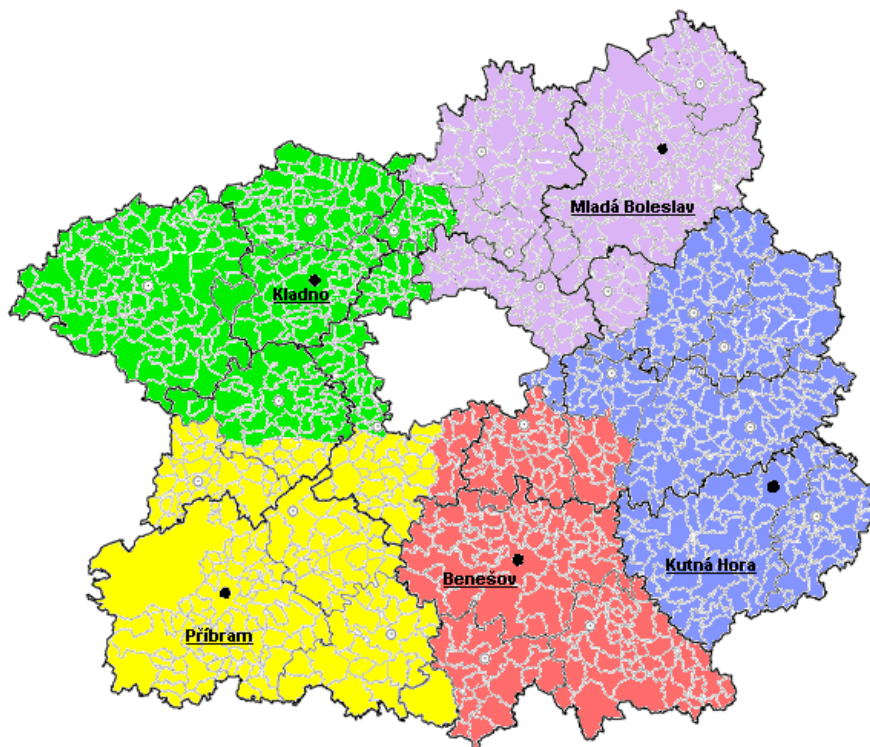 Mladá Boleslav
Kladno
Kutná Hora
Benešov
Příbram